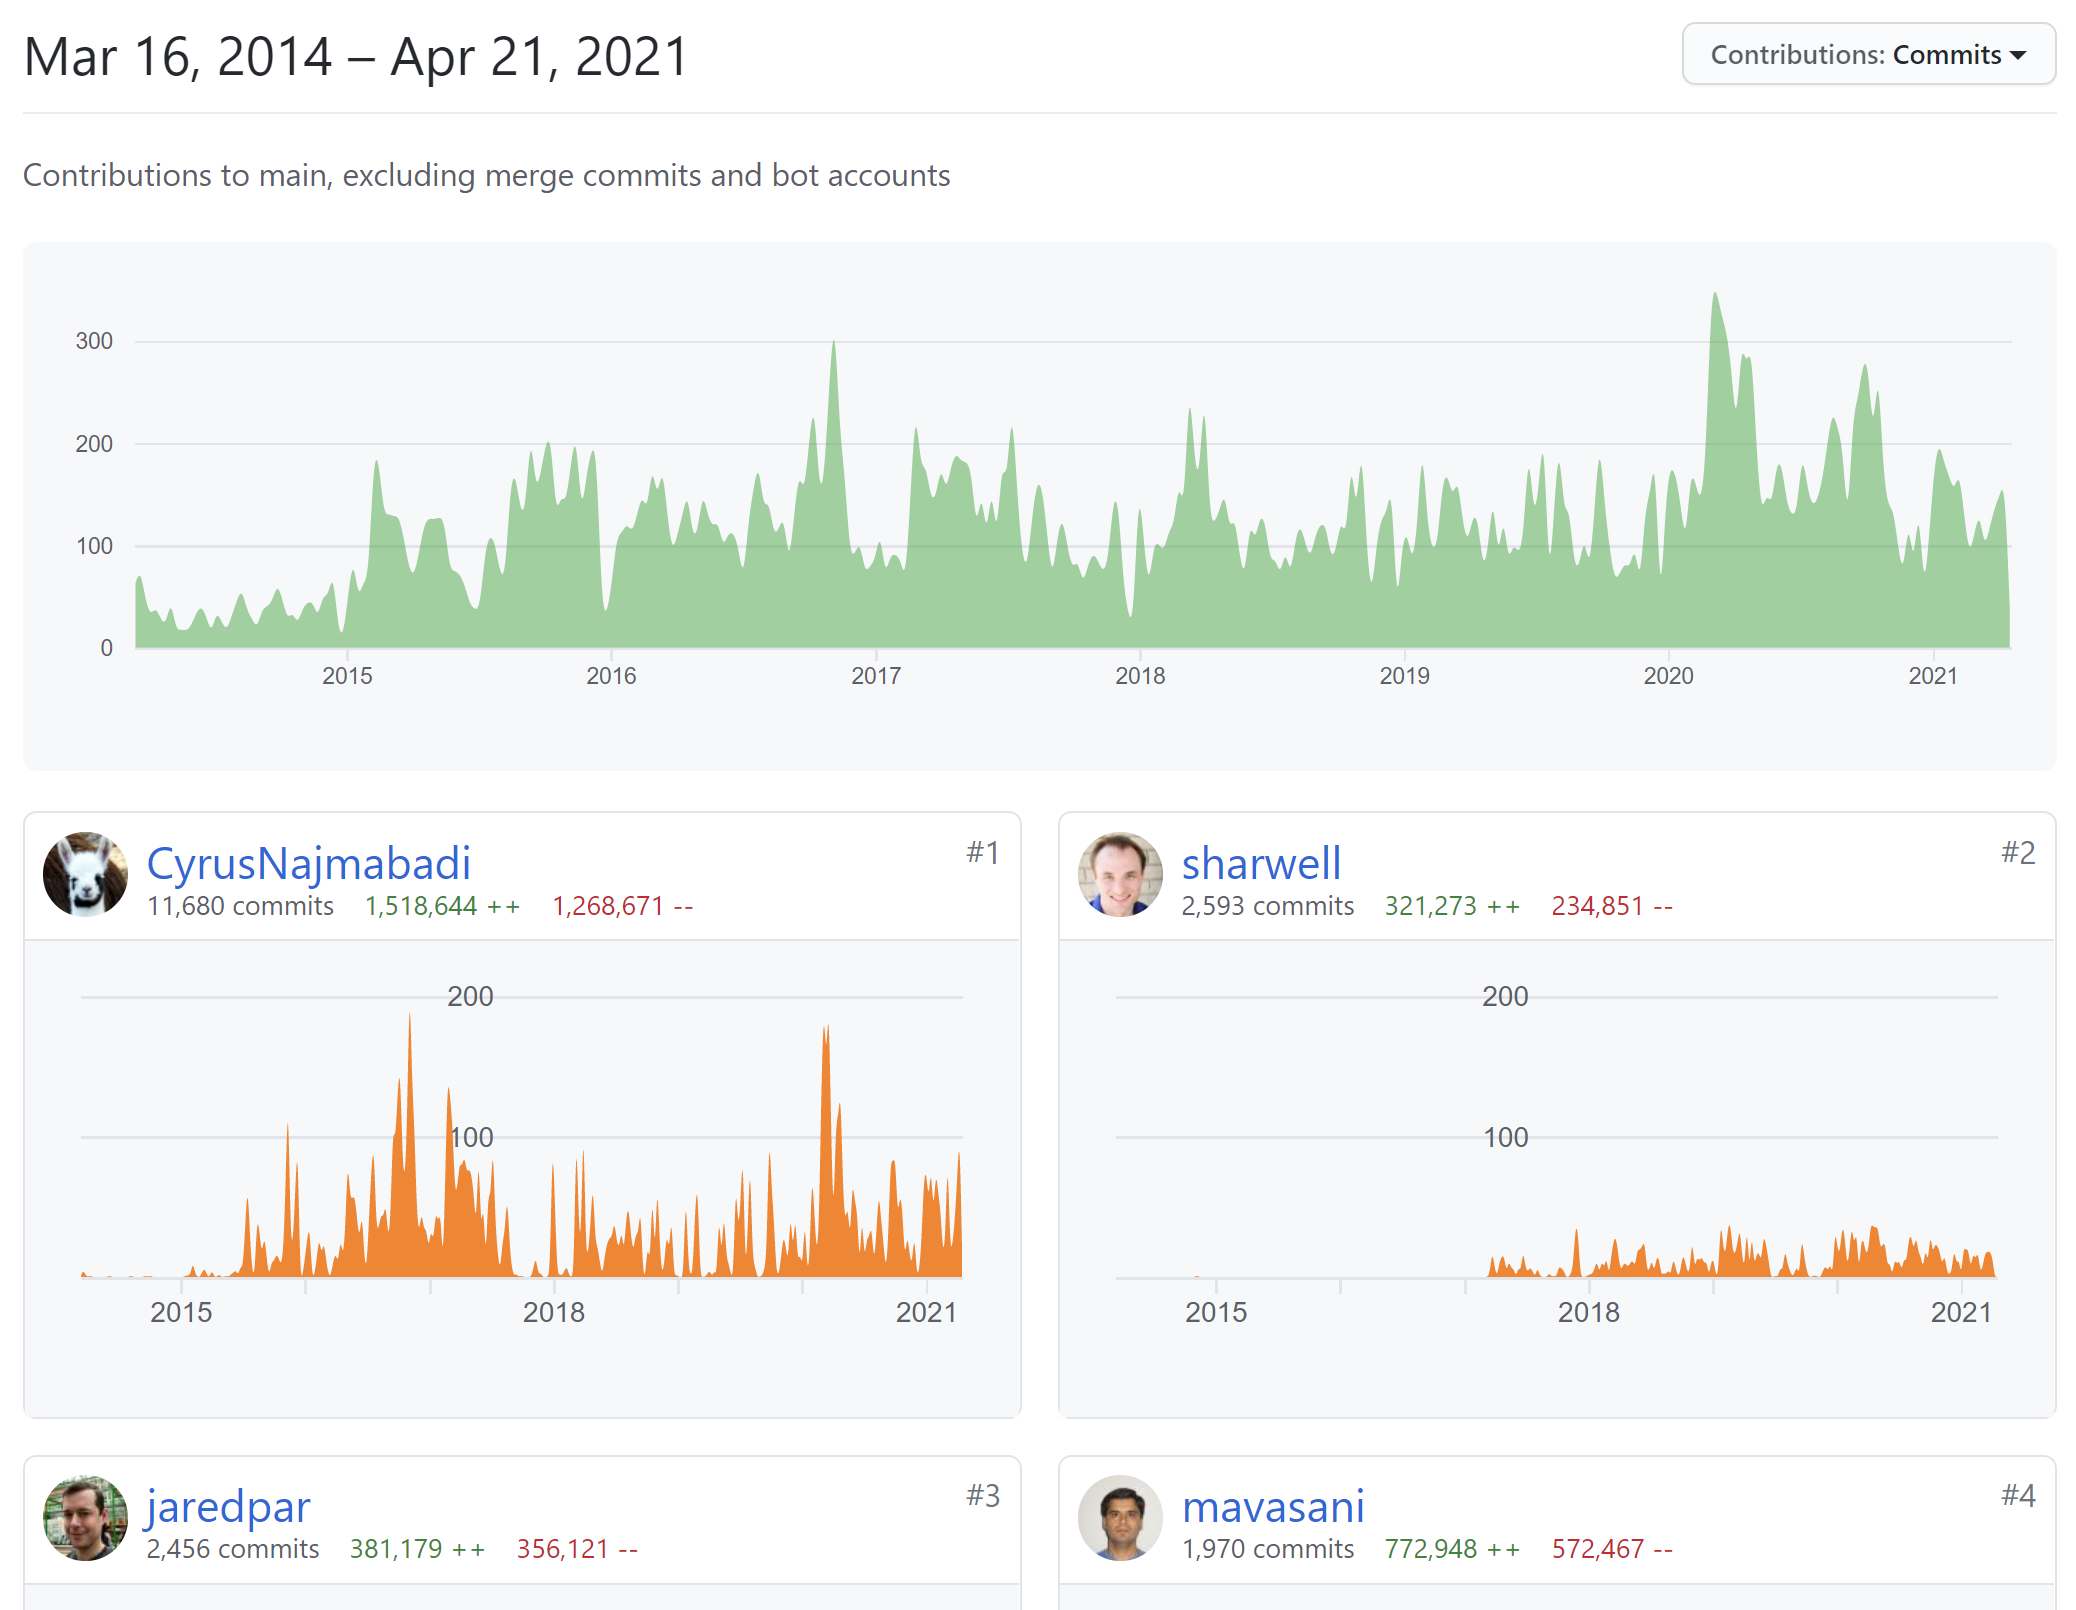 Mar 16, 2014 – Apr 21, 2021
Contributions: Commits
Contributions to main, excluding merge commits and bot accounts
300
200
100
0
2015 2016 2017 2018 2019 2020 2021
CyrusNajmabadi #1
11,680 commits 1,518,644 ++ 1,268,671 --
200
100
2015 2018 2021
sharwell #2
2,593 commits 321,273 ++ 234,851 --
200
100
2015 2018 2021
jaredpar #3
2,456 commits 381,179 ++ 356,121 --
mavasani #4
1,970 commits 772,948 ++ 572,467 --